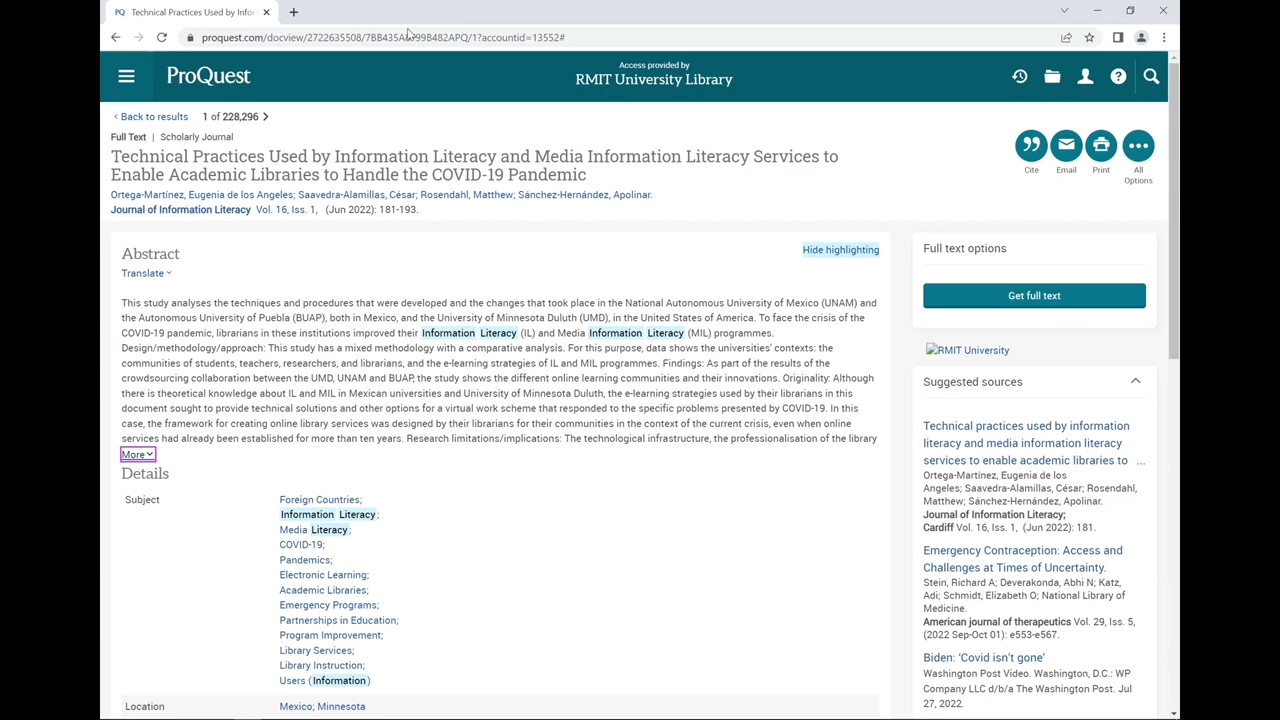 PQ Technical Practices Used by Infor
proquest.com/docview/2722635508/7BB435A 99B482APQ/1?accountid=13552#
ProQuest
Access provided by
RMIT University Library
Back to results 1 of 228,296
Full Text | Scholarly Journal
Technical Practices Used by Information Literacy and Media Information Literacy Services to
Enable Academic Libraries to Handle the COVID-19 Pandemic
Ortega-Martínez, Eugenia de los Angeles; Saavedra-Alamillas, César; Rosendahl, Matthew; Sánchez-Hernández, Apolinar.
Journal of Information Literacy Vol. 16, Iss. 1, (Jun 2022): 181-193.
Cite
Email
Print
All
Options
Abstract
Hide highlighting
Translate
This study analyses the techniques and procedures that were developed and the changes that took place in the National Autonomous University of Mexico (UNAM) and
the Autonomous University of Puebla (BUAP), both in Mexico, and the University of Minnesota Duluth (UMD), in the United States of America. To face the crisis of the
COVID-19 pandemic, librarians in these institutions improved their Information Literacy (IL) and Media Information Literacy (MIL) programmes.
Design/methodology/approach: This study has a mixed methodology with a comparative analysis. For this purpose, data shows the universities' contexts: the
communities of students, teachers, researchers, and librarians, and the e-learning strategies of IL and MIL programmes. Findings: As part of the results of the
crowdsourcing collaboration between the UMD, UNAM and BUAP, the study shows the different online learning communities and their innovations. Originality: Although
there is theoretical knowledge about IL and MIL in Mexican universities and University of Minnesota Duluth, the e-learning strategies used by their librarians in this
document sought to provide technical solutions and other options for a virtual work scheme that responded to the specific problems presented by COVID-19. In this
case, the framework for creating online library services was designed by their librarians for their communities in the context of the current crisis, even when online
services had already been established for more than ten years. Research limitations/implications: The technological infrastructure, the professionalisation of the library
More
Details
Subject
Foreign Countries;
Information Literacy;
Media Literacy;
COVID-19;
Pandemics;
Electronic Learning;
Academic Libraries;
Emergency Programs;
Partnerships in Education;
Program Improvement;
Library Services;
Library Instruction;
Users (Information)
Location
Mexico; Minnesota
Full text options
Get full text
RMIT University
Suggested sources
Technical practices used by information
literacy and media information literacy
services to enable academic libraries to ...
Ortega-Martínez, Eugenia de los
Angeles; Saavedra-Alamillas, César; Rosendahl,
Matthew; Sánchez-Hernández, Apolinar.
Journal of Information Literacy;
Cardiff Vol. 16, Iss. 1, (Jun 2022): 181.
Emergency Contraception: Access and
Challenges at Times of Uncertainty.
Stein, Richard A; Deverakonda, Abhi N; Katz,
Adi; Schmidt, Elizabeth O; National Library of
Medicine.
American journal of therapeutics Vol. 29, Iss. 5,
(2022 Sep-Oct 01): e553-e567.
Biden: ‘Covid isn’t gone’
Washington Post Video. Washington, D.C.: WP
Company LLC d/b/a The Washington Post. Jul
27, 2022.